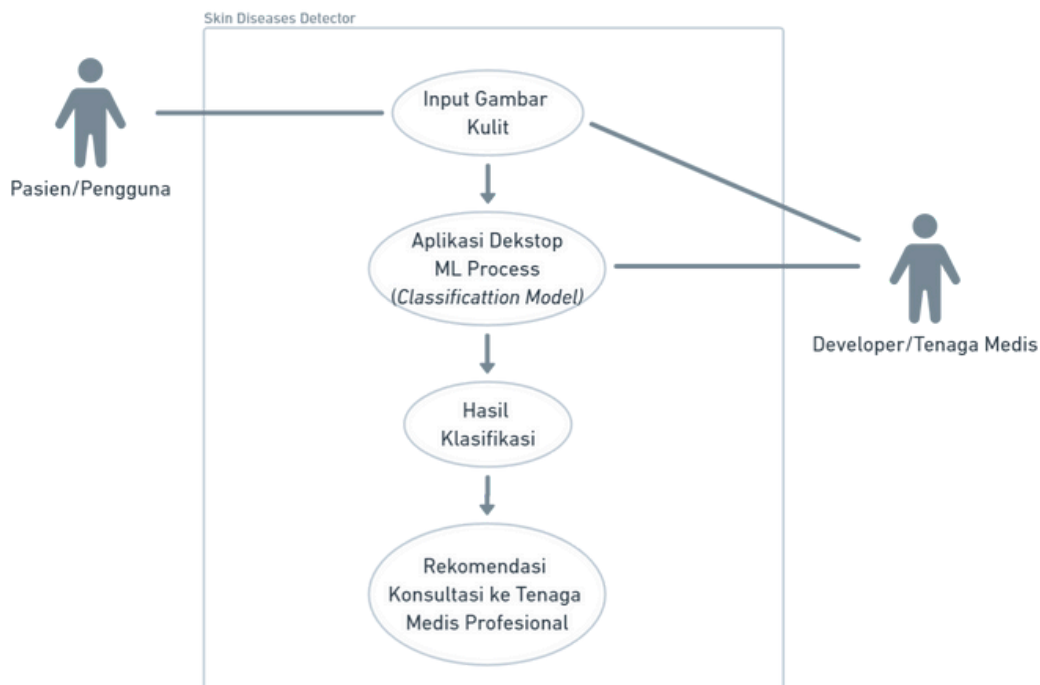 Skin Diseases Detector
Input Gambar
Kulit
Pasien/Pengguna
Aplikasi Dekstop
ML Process
(Classificattion Model)
Developer/Tenaga Medis
Hasil
Klasifikasi
Rekomendasi
Konsultasi ke Tenaga
Medis Profesional